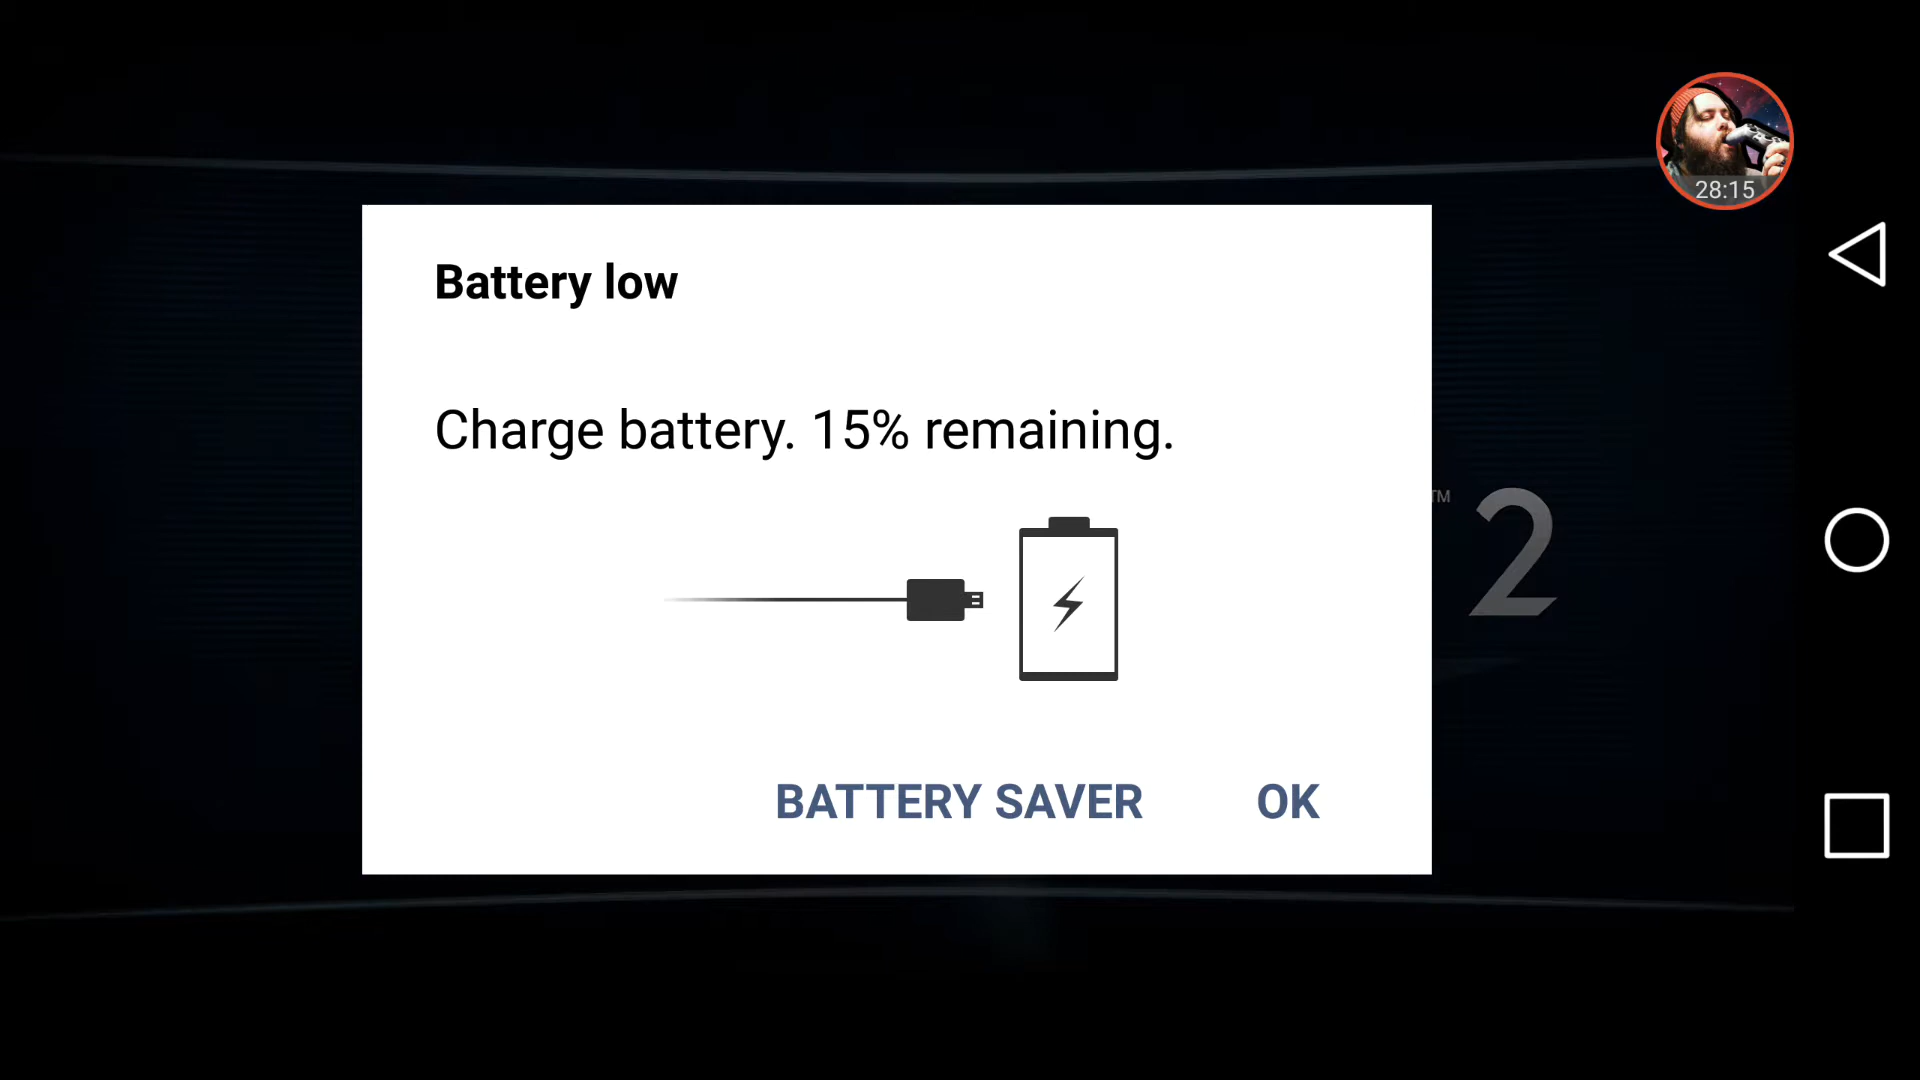 28:15
Battery low
Charge battery. 15% remaining.
™ 2
BATTERY SAVER OK